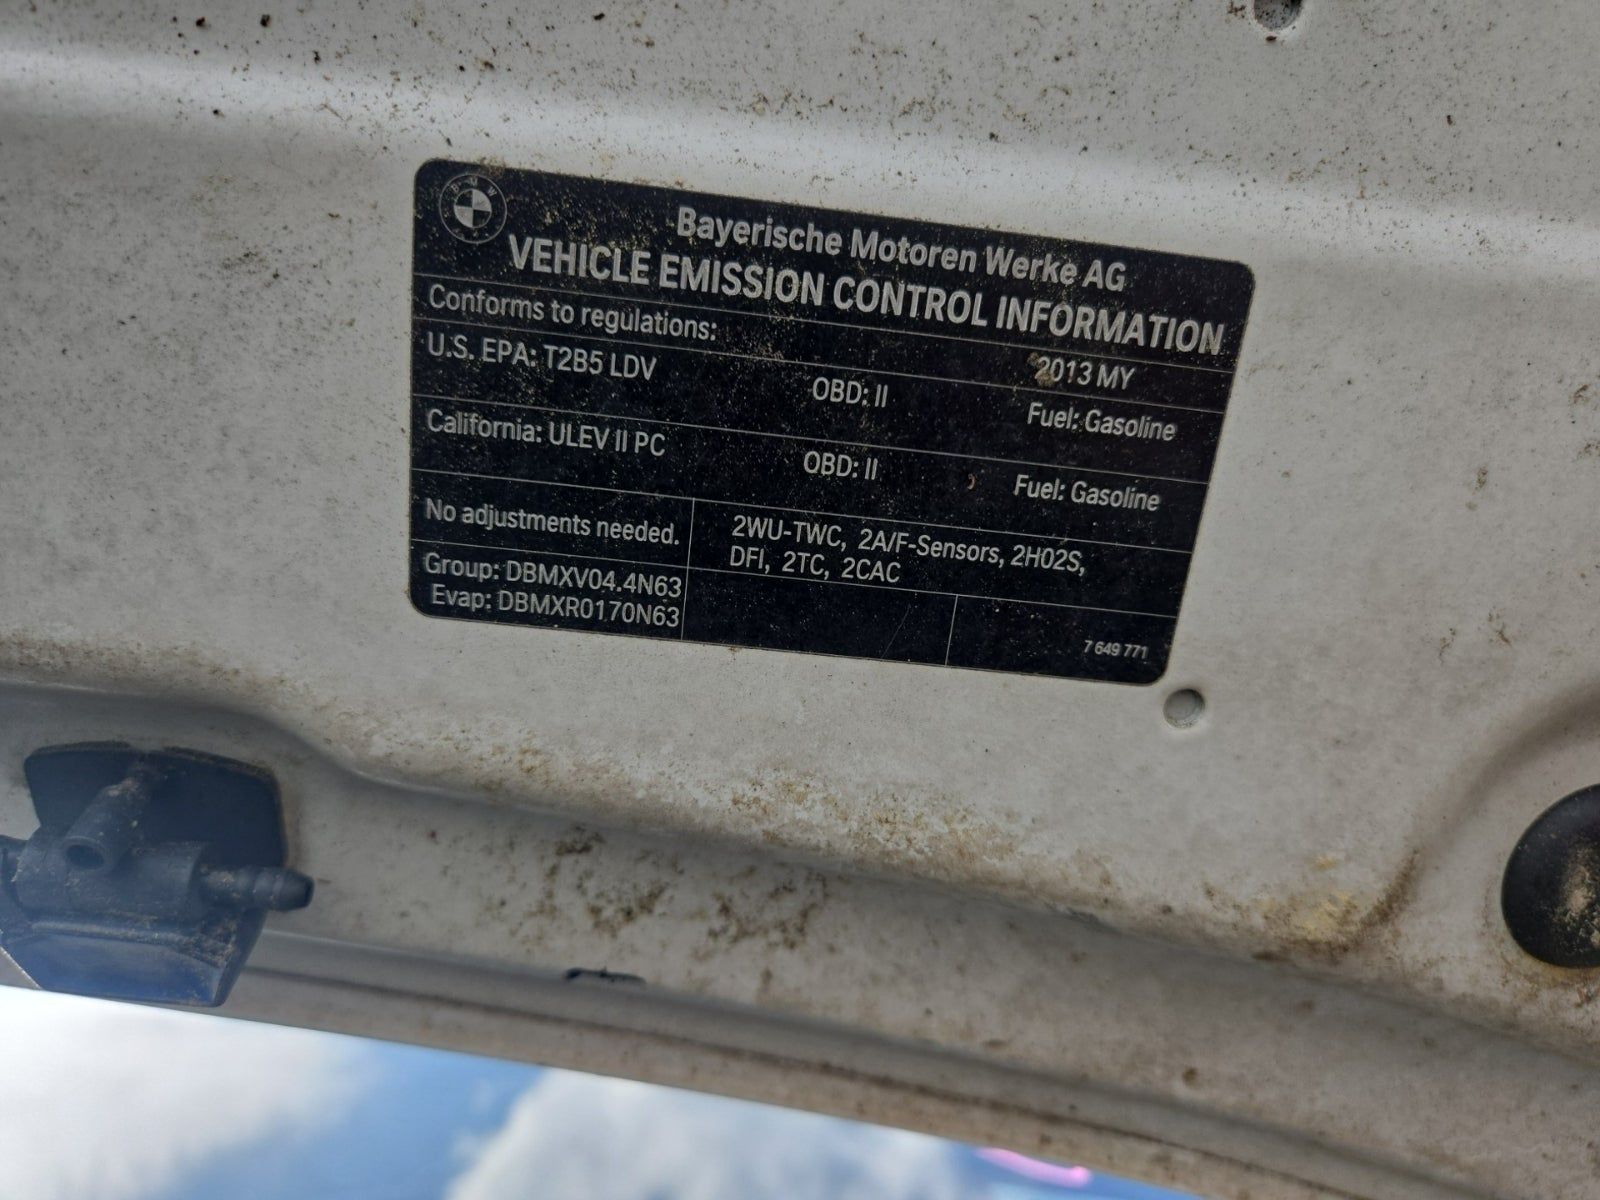 BMW
Bayerische Motoren Werke AG
VEHICLE EMISSION CONTROL INFORMATION
Conforms to regulations:
2013 MY
U.S. EPA: T2B5 LDV
OBD: II
Fuel: Gasoline
California: ULEV II PC
OBD: II
Fuel: Gasoline
No adjustments needed.
2WU-TWC, 2A/F-Sensors, 2H02S,
DFI, 2TC, 2CAC
Group: DBMXV04.4N63
Evap: DBMXR0170N63
7 649 771